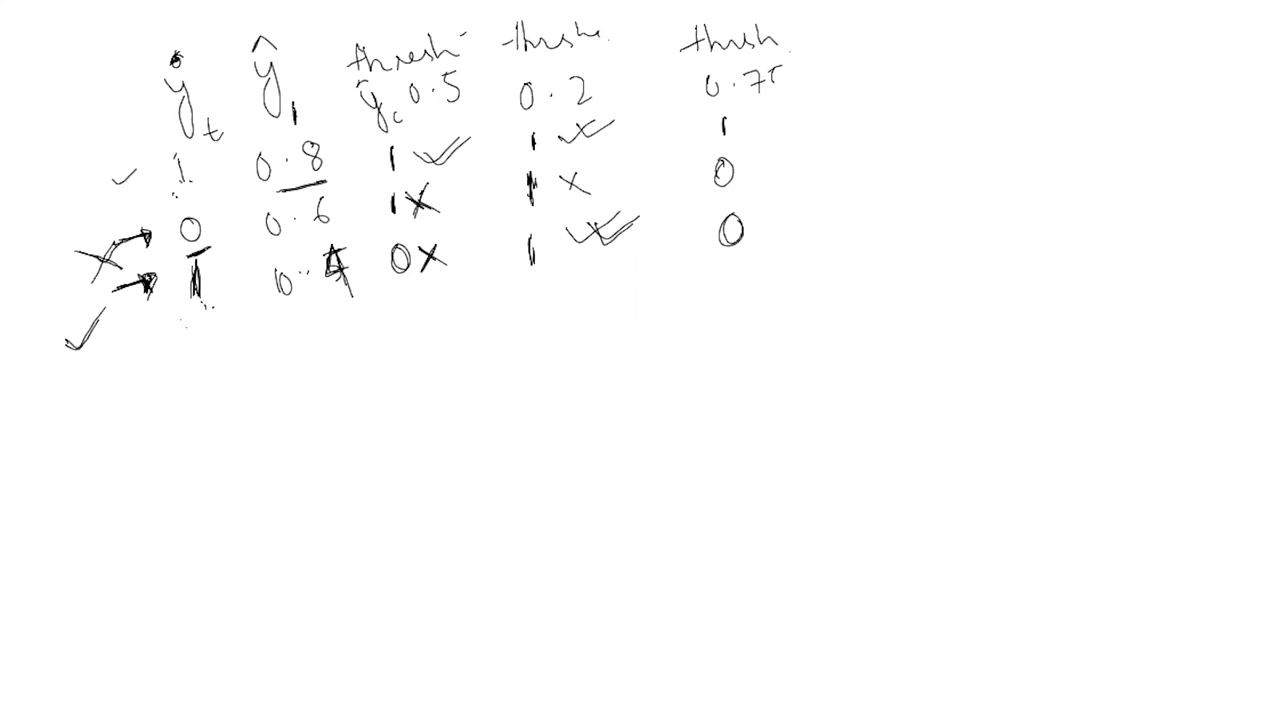 y_t ŷ_1 thresh thresh. thresh.
ŷ_c 0.5 0.2 0.75
✓ 1 0.8 1 ✓ 1 ✓ 1
0 0.6 1 ✗ 1 ✗ 0
1 0.4 0 ✗ 1 ✓ 0